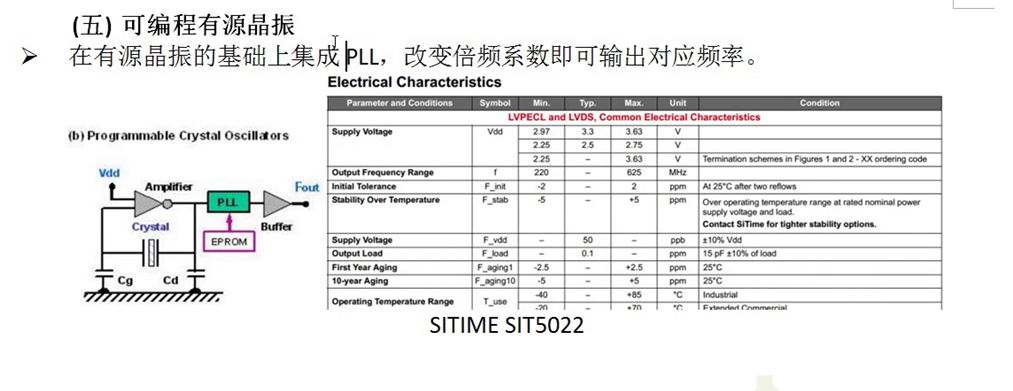 (五) 可编程有源晶振
➤ 在有源晶振的基础上集成PLL，改变倍频系数即可输出对应频率。
(b) Programmable Crystal Oscillators
Vdd
Amplifier
Fout
PLL
Crystal
Buffer
EPROM
Cg
Cd
Electrical Characteristics
Parameter and Conditions Symbol Min. Typ. Max. Unit Condition
LVPECL and LVDS, Common Electrical Characteristics
Supply Voltage Vdd 2.97 3.3 3.63 V
2.25 2.5 2.75 V
2.25 – 3.63 V Termination schemes in Figures 1 and 2 - XX ordering code
Output Frequency Range f 220 – 625 MHz
Initial Tolerance F_init -2 – 2 ppm At 25°C after two reflows
Stability Over Temperature F_stab -5 – +5 ppm Over operating temperature range at rated nominal power
supply voltage and load.
Contact SiTime for tighter stability options.
Supply Voltage F_vdd – 50 – ppb ±10% Vdd
Output Load F_load – 0.1 – ppm 15 pF ±10% of load
First Year Aging F_aging1 -2.5 – +2.5 ppm 25°C
10-year Aging F_aging10 -5 – +5 ppm 25°C
Operating Temperature Range T_use -40 – +85 °C Industrial
-20 – +70 °C Extended Commercial
SITIME SIT5022